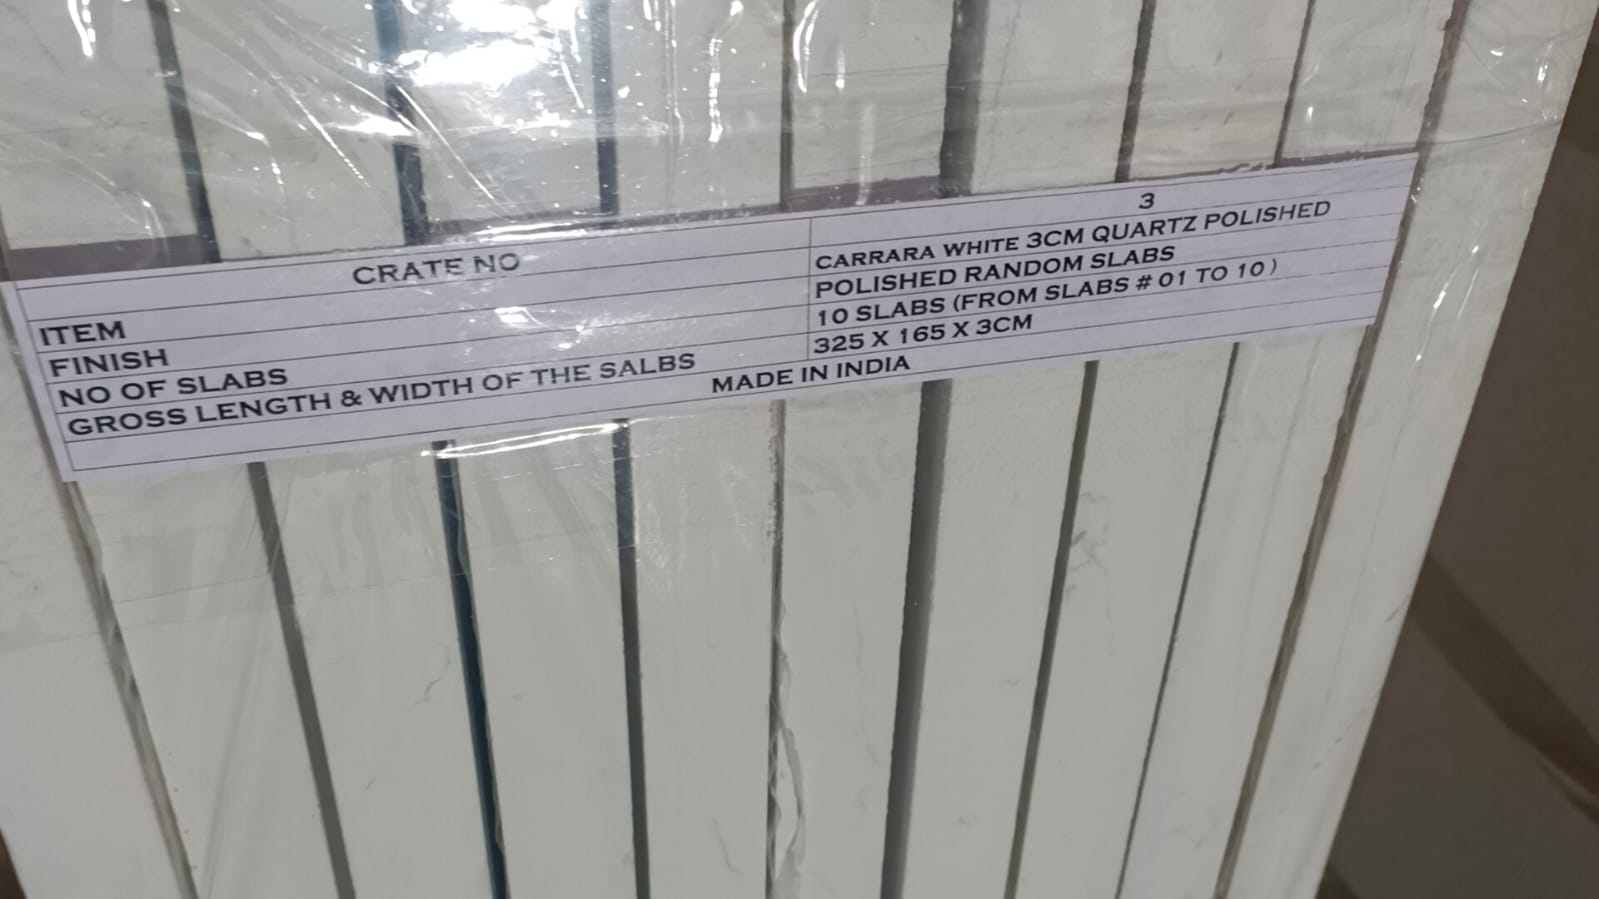 CRATE NO 3
ITEM CARRARA WHITE 3CM QUARTZ POLISHED
FINISH POLISHED RANDOM SLABS
NO OF SLABS 10 SLABS (FROM SLABS # 01 TO 10 )
GROSS LENGTH & WIDTH OF THE SALBS 325 X 165 X 3CM
MADE IN INDIA